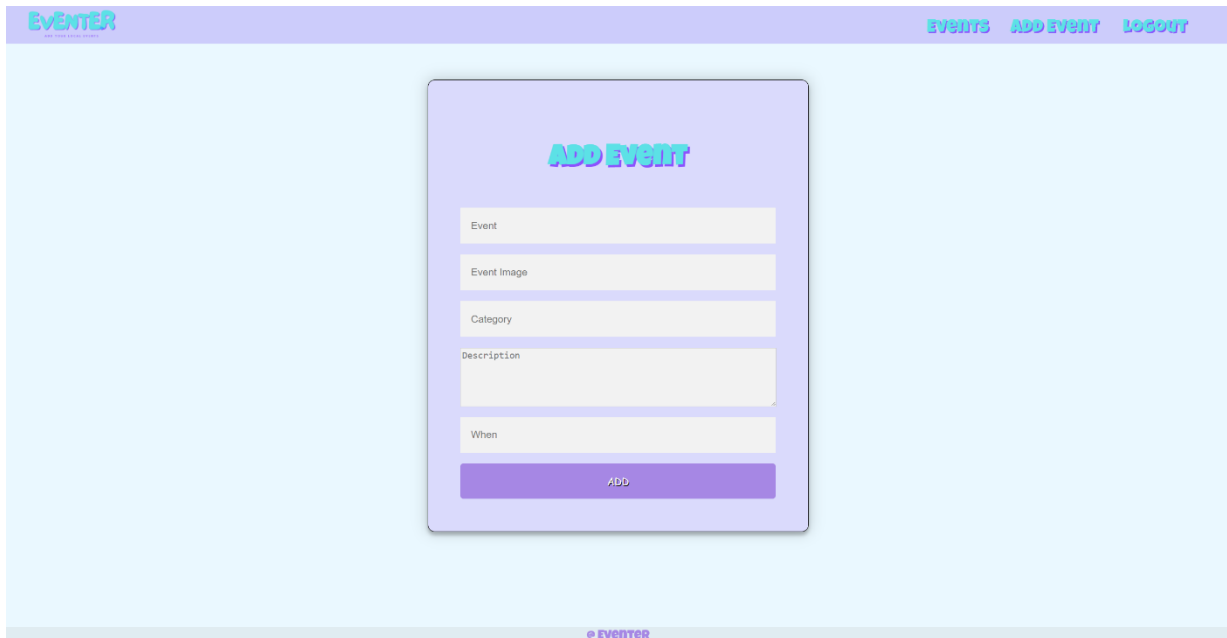 EVENTER
Events Add Event Logout
Add Event
Event
Event Image
Category
Description
When
ADD
@ Eventer